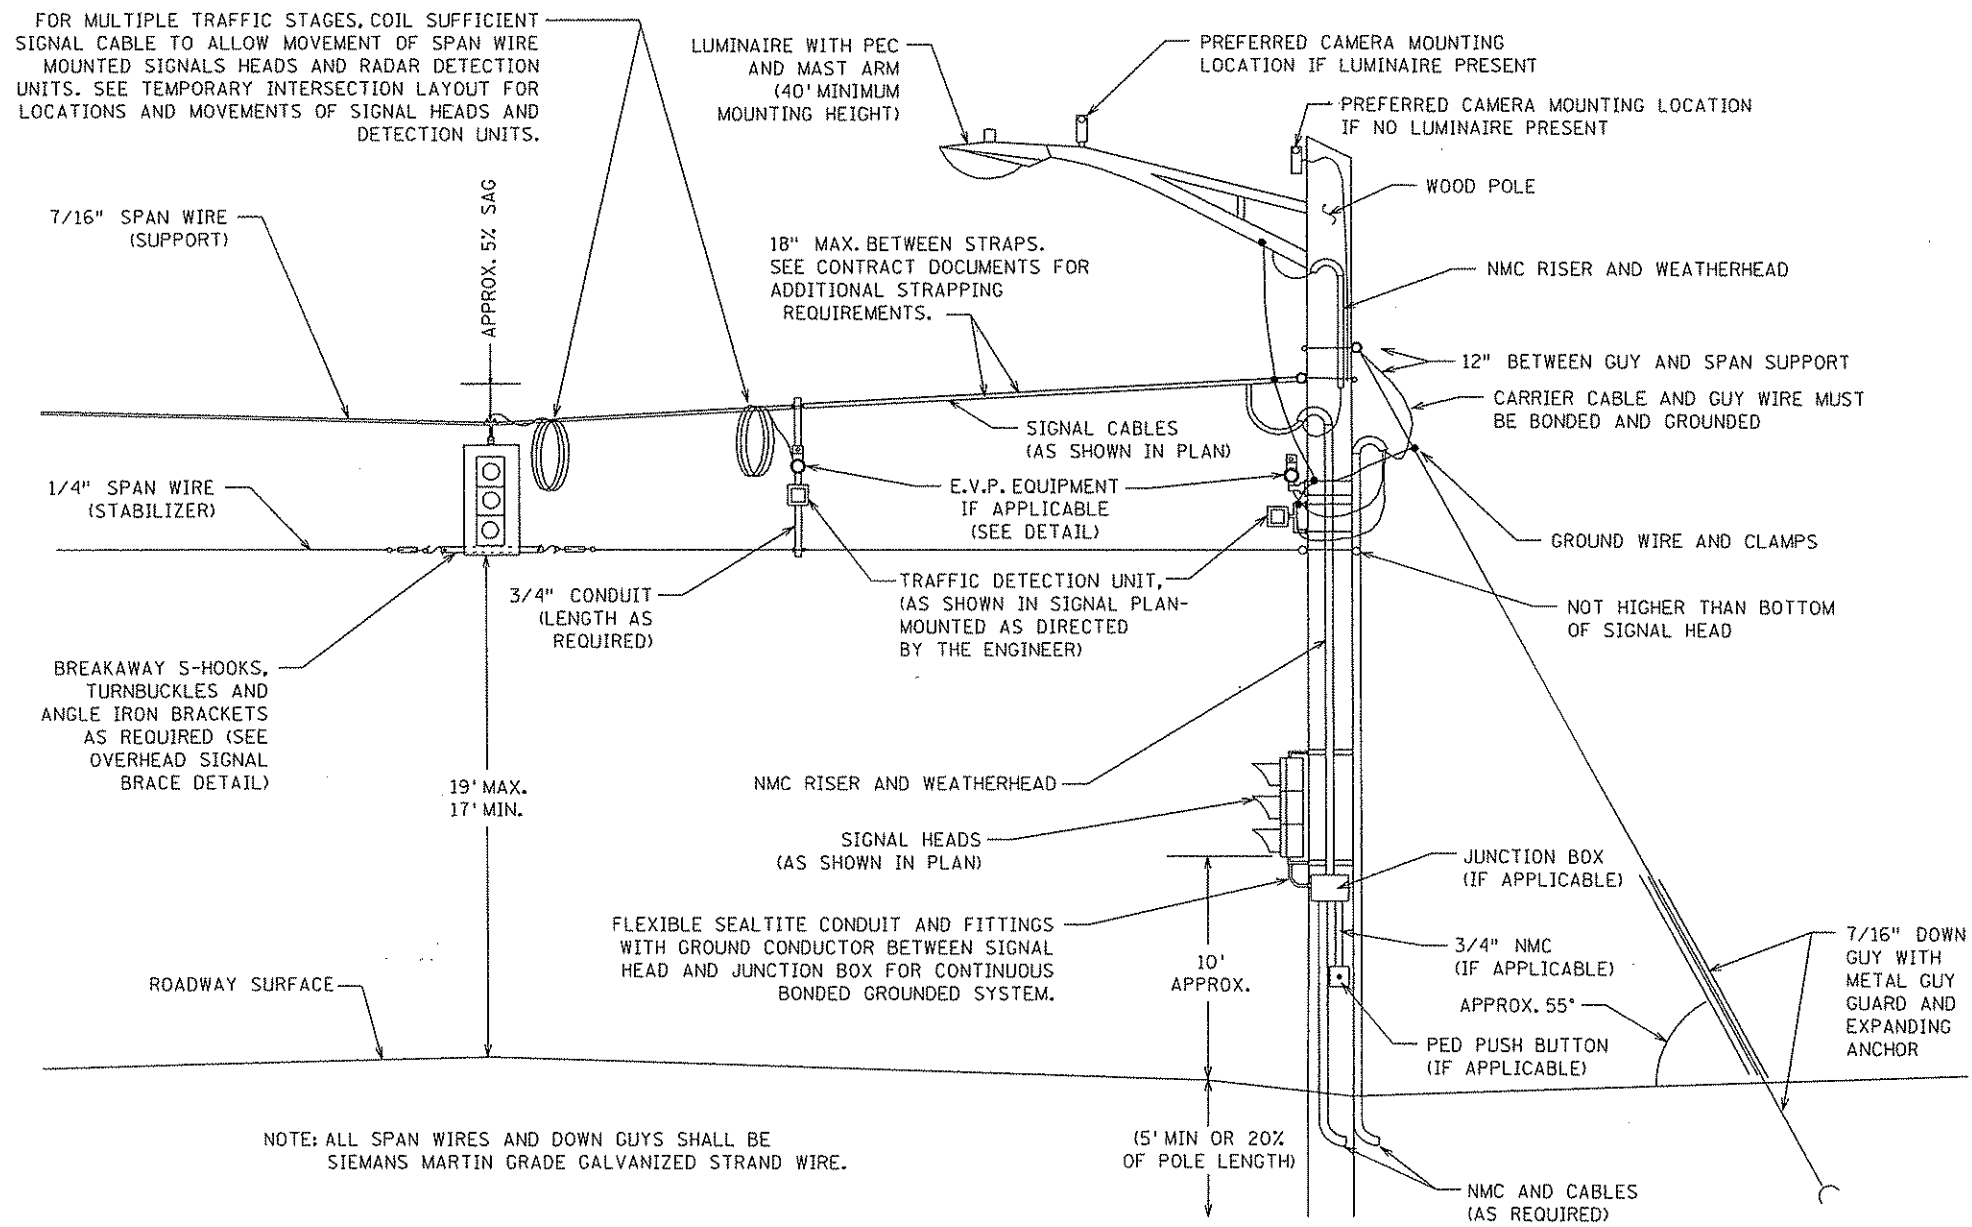 FOR MULTIPLE TRAFFIC STAGES, COIL SUFFICIENT
SIGNAL CABLE TO ALLOW MOVEMENT OF SPAN WIRE
MOUNTED SIGNALS HEADS AND RADAR DETECTION
UNITS. SEE TEMPORARY INTERSECTION LAYOUT FOR
LOCATIONS AND MOVEMENTS OF SIGNAL HEADS AND
DETECTION UNITS.
LUMINAIRE WITH PEC
AND MAST ARM
(40' MINIMUM
MOUNTING HEIGHT)
PREFERRED CAMERA MOUNTING
LOCATION IF LUMINAIRE PRESENT
PREFERRED CAMERA MOUNTING LOCATION
IF NO LUMINAIRE PRESENT
WOOD POLE
7/16" SPAN WIRE
(SUPPORT)
APPROX. 5% SAG
18" MAX. BETWEEN STRAPS.
SEE CONTRACT DOCUMENTS FOR
ADDITIONAL STRAPPING
REQUIREMENTS.
NMC RISER AND WEATHERHEAD
12" BETWEEN GUY AND SPAN SUPPORT
CARRIER CABLE AND GUY WIRE MUST
BE BONDED AND GROUNDED
SIGNAL CABLES
(AS SHOWN IN PLAN)
1/4" SPAN WIRE
(STABILIZER)
E.V.P. EQUIPMENT
IF APPLICABLE
(SEE DETAIL)
GROUND WIRE AND CLAMPS
3/4" CONDUIT
(LENGTH AS
REQUIRED)
TRAFFIC DETECTION UNIT,
(AS SHOWN IN SIGNAL PLAN-
MOUNTED AS DIRECTED
BY THE ENGINEER)
NOT HIGHER THAN BOTTOM
OF SIGNAL HEAD
BREAKAWAY S-HOOKS,
TURNBUCKLES AND
ANGLE IRON BRACKETS
AS REQUIRED (SEE
OVERHEAD SIGNAL
BRACE DETAIL)
19' MAX.
17' MIN.
NMC RISER AND WEATHERHEAD
SIGNAL HEADS
(AS SHOWN IN PLAN)
JUNCTION BOX
(IF APPLICABLE)
FLEXIBLE SEALTITE CONDUIT AND FITTINGS
WITH GROUND CONDUCTOR BETWEEN SIGNAL
HEAD AND JUNCTION BOX FOR CONTINUOUS
BONDED GROUNDED SYSTEM.
10'
APPROX.
3/4" NMC
(IF APPLICABLE)
APPROX. 55°
7/16" DOWN
GUY WITH
METAL GUY
GUARD AND
EXPANDING
ANCHOR
ROADWAY SURFACE
PED PUSH BUTTON
(IF APPLICABLE)
NOTE: ALL SPAN WIRES AND DOWN GUYS SHALL BE
SIEMANS MARTIN GRADE GALVANIZED STRAND WIRE.
(5' MIN OR 20%
OF POLE LENGTH)
NMC AND CABLES
(AS REQUIRED)